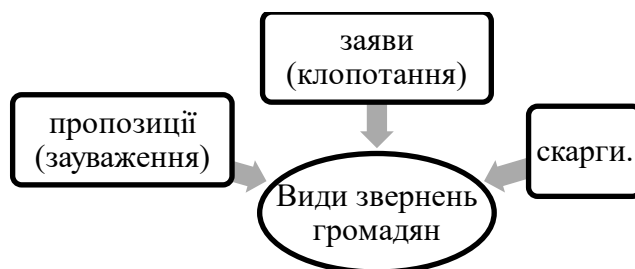 заяви
(клопотання)
пропозиції
(зауваження)
скарги.
Види звернень
громадян